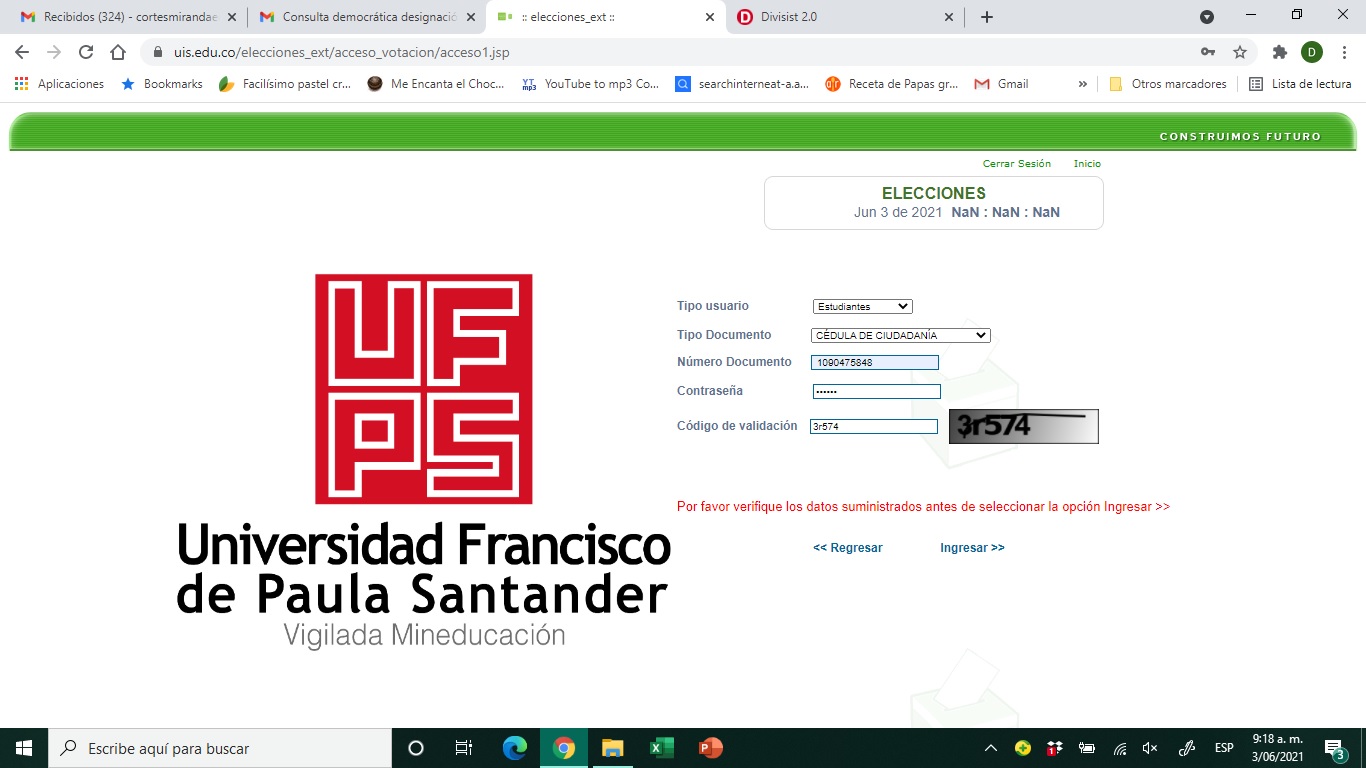 Recibidos (324) - cortesmirandae
Consulta democrática designació
:: elecciones_ext ::
Divisist 2.0
uis.edu.co/elecciones_ext/acceso_votacion/acceso1.jsp
D
Aplicaciones
Bookmarks
Facilísimo pastel cr...
Me Encanta el Choc...
YT mp3
YouTube to mp3 Co...
searchinterneat-a.a...
Receta de Papas gr...
Gmail
»
Otros marcadores
Lista de lectura
CONSTRUIMOS FUTURO
Cerrar Sesión Inicio
ELECCIONES
Jun 3 de 2021 NaN : NaN : NaN
UF
PS
Universidad Francisco
de Paula Santander
Vigilada Mineducación
Tipo usuario Estudiantes
Tipo Documento CÉDULA DE CIUDADANÍA
Número Documento 1090475848
Contraseña ••••••
Código de validación 3r574 3r574
Por favor verifique los datos suministrados antes de seleccionar la opción Ingresar >>
<< Regresar Ingresar >>
Escribe aquí para buscar
ESP
9:18 a. m.
3/06/2021
3